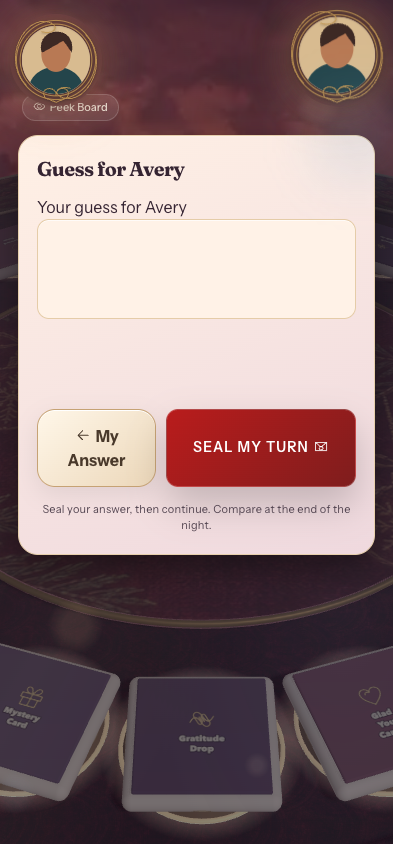 Peek Board
Guess for Avery
Your guess for Avery
← My
Answer
SEAL MY TURN
Seal your answer, then continue. Compare at the end of the
night.
Mystery
Card
Gratitude
Drop
Glad
You